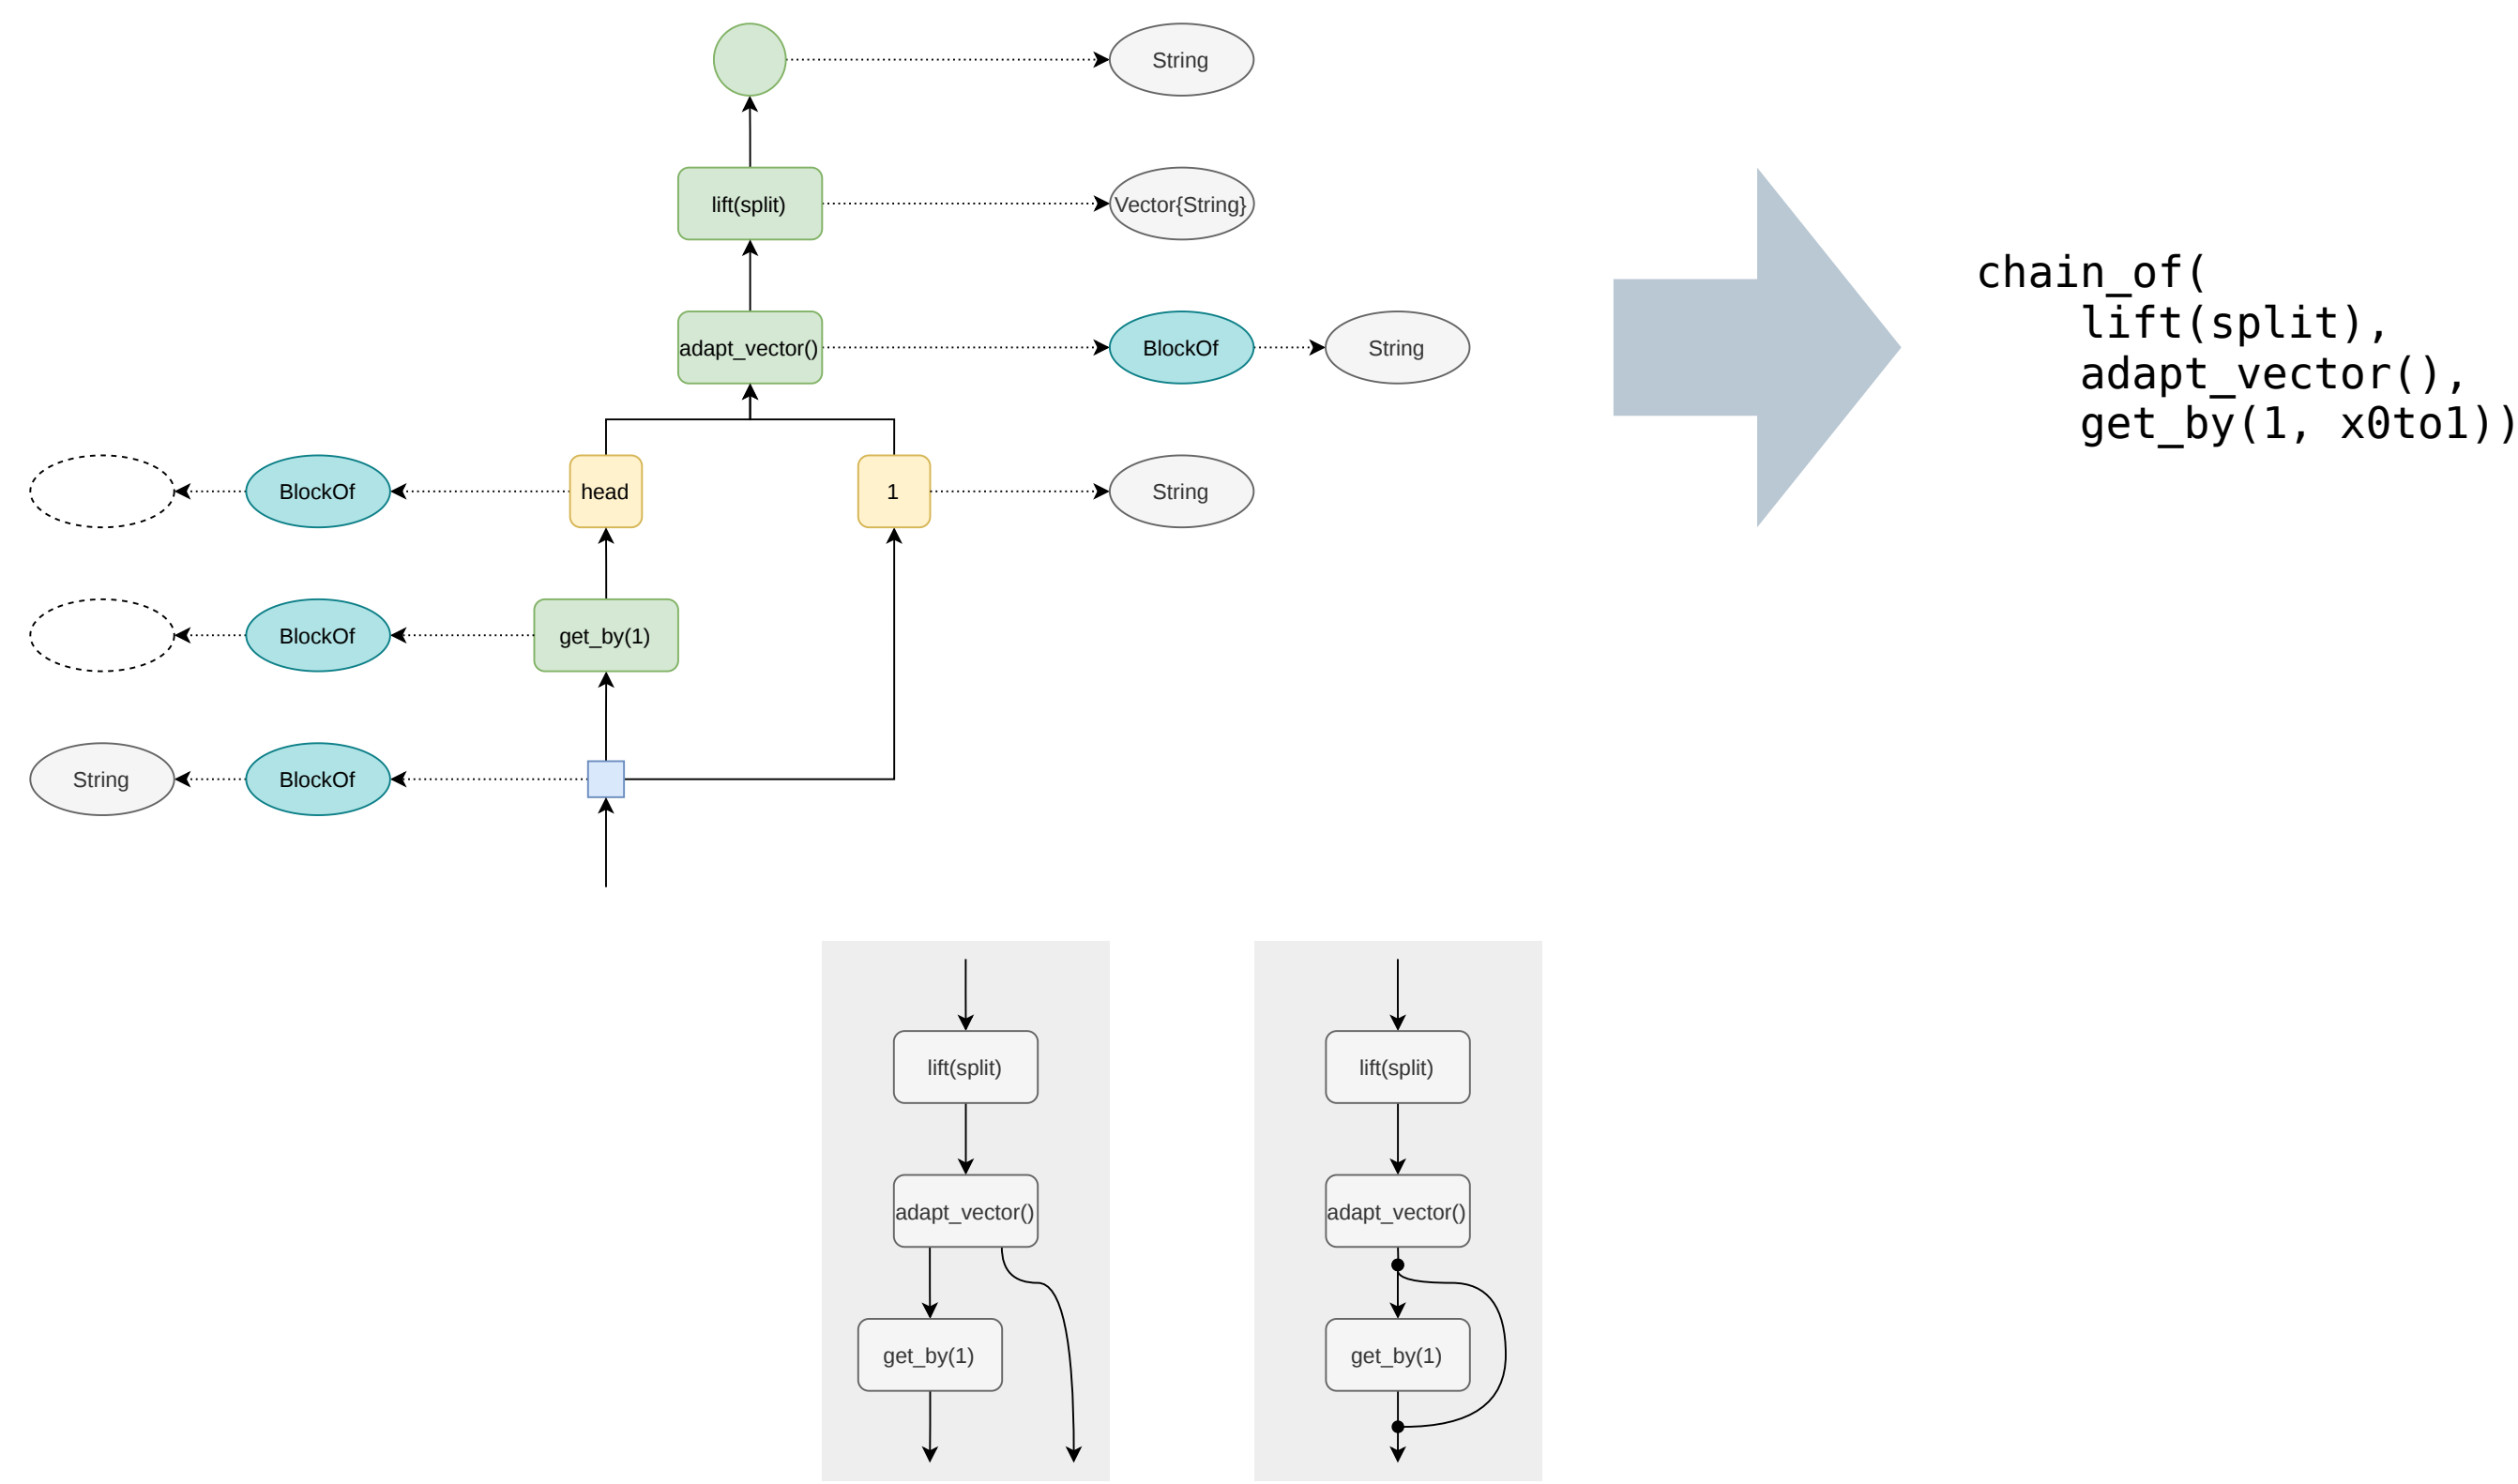 String
lift(split)
Vector{String}
adapt_vector()
BlockOf
String
BlockOf
head
1
String
BlockOf
get_by(1)
String
BlockOf
chain_of(
    lift(split),
    adapt_vector(),
    get_by(1, x0to1))
lift(split)
adapt_vector()
get_by(1)
lift(split)
adapt_vector()
get_by(1)